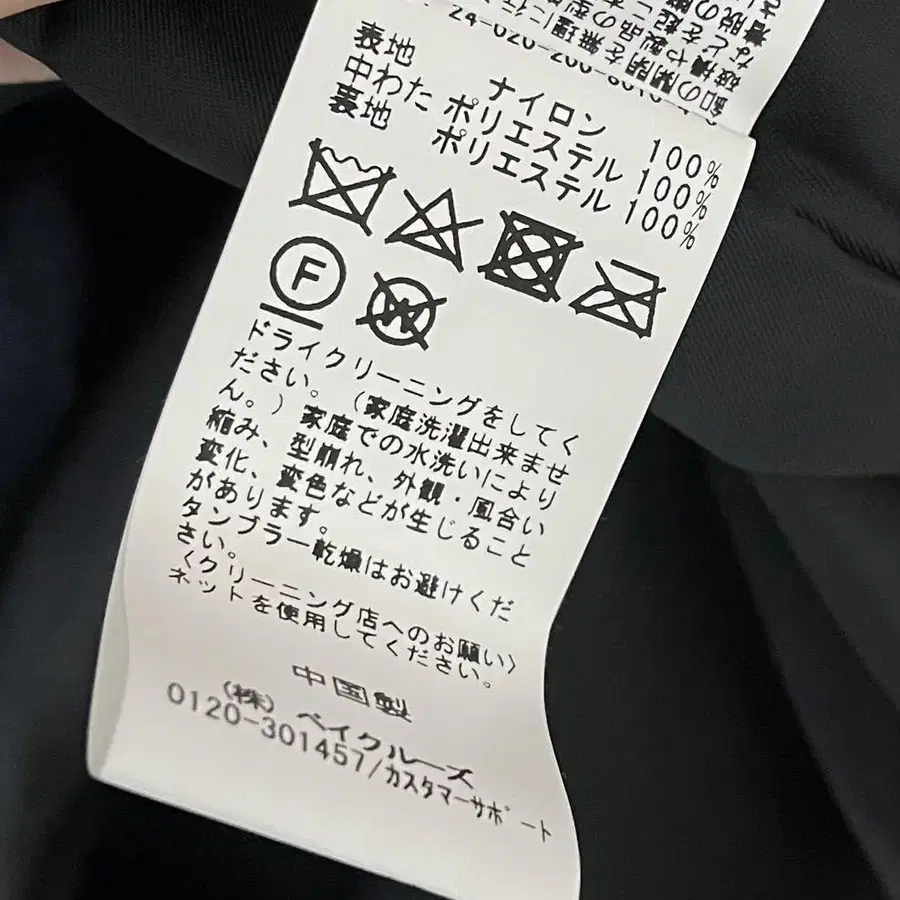 表地 ナイロン 100%
中わた ポリエステル 100%
裏地 ポリエステル 100%
F
W
ドライクリーニングをしてく
ださい。(家庭洗濯出来ませ
ん。)家庭での水洗いにより
縮み、型崩れ、外観・風合い
変化、変色などが生じること
があります。
タンブラー乾燥はお避けくだ
さい。
〈クリーニング店へのお願い〉
ネットを使用してください。
中国製
(株)ベイクルーズ
0120-301457/カスタマーサポート